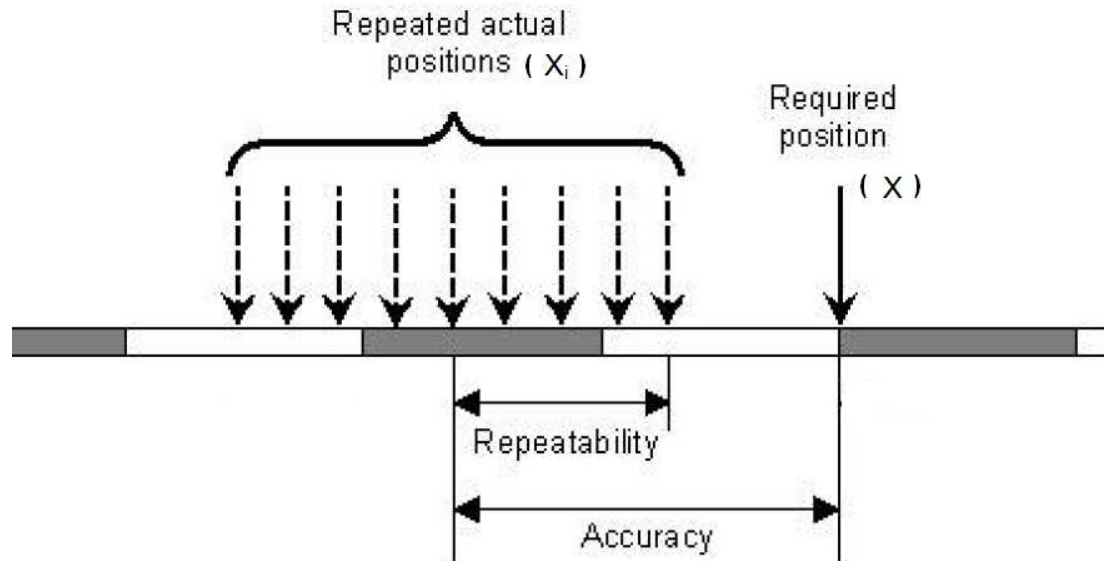 Repeated actual
positions ( Xᵢ )
Required
position
( X )
Repeatability
Accuracy